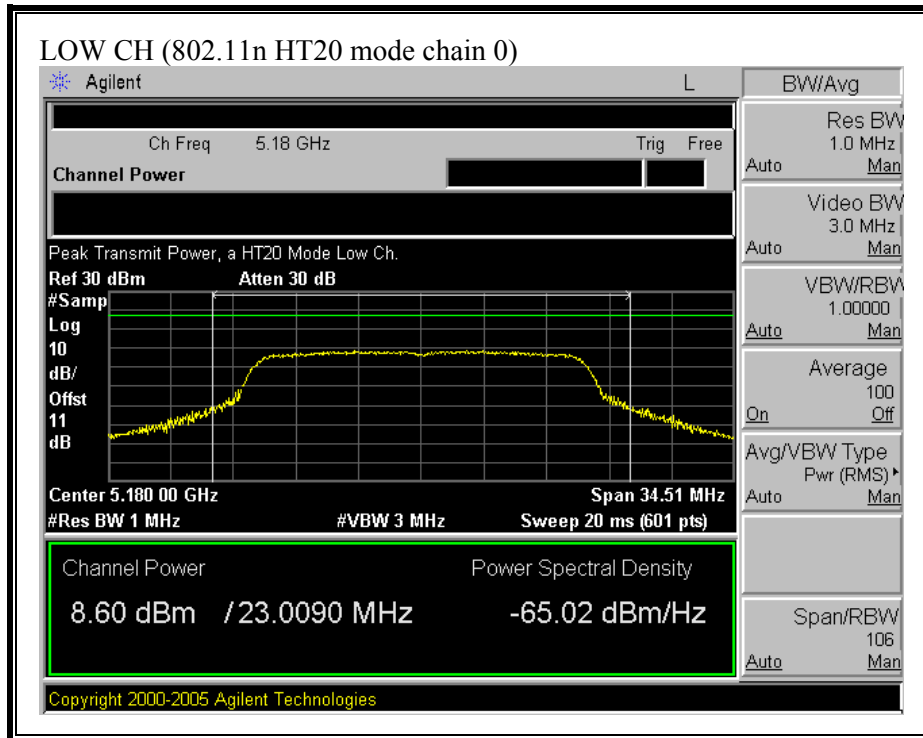 LOW CH (802.11n HT20 mode chain 0)
Agilent L BW/Avg
Ch Freq 5.18 GHz Trig Free
Channel Power
Peak Transmit Power, a HT20 Mode Low Ch.
Ref 30 dBm Atten 30 dB
#Samp
Log
10
dB/
Offst
11
dB
Center 5.180 00 GHz Span 34.51 MHz
#Res BW 1 MHz #VBW 3 MHz Sweep 20 ms (601 pts)
Channel Power Power Spectral Density
8.60 dBm / 23.0090 MHz -65.02 dBm/Hz
Copyright 2000-2005 Agilent Technologies
Res BW
1.0 MHz
Auto Man
Video BW
3.0 MHz
Auto Man
VBW/RBW
1.00000
Auto Man
Average
100
On Off
Avg/VBW Type
Pwr (RMS)
Auto Man
Span/RBW
106
Auto Man